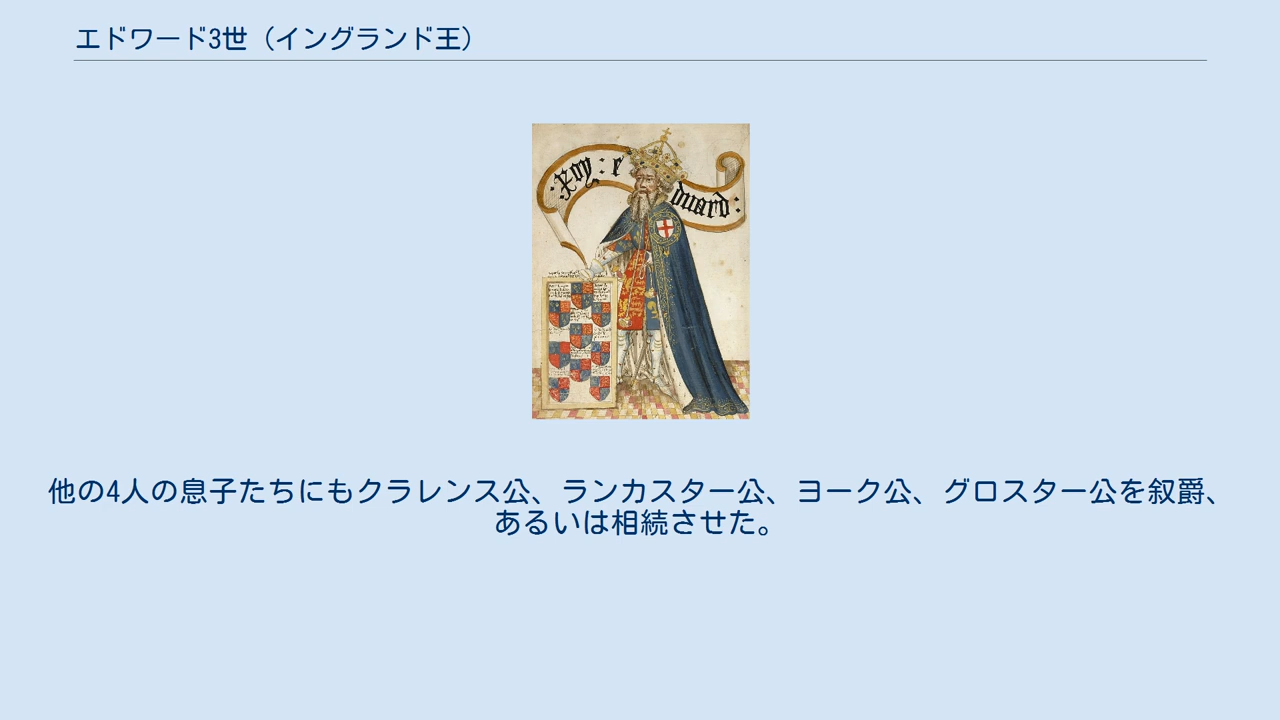 エドワード3世（イングランド王）
Roy : e
duard :
他の4人の息子たちにもクラレンス公、ランカスター公、ヨーク公、グロスター公を叙爵、
あるいは相続させた。